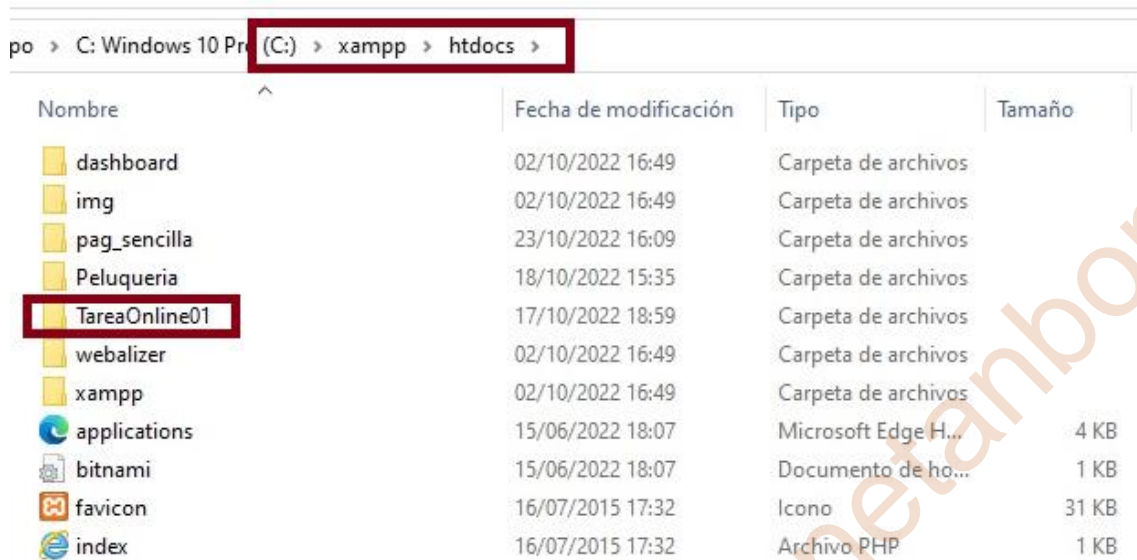 po > C: Windows 10 Pr (C:) > xampp > htdocs >
Nombre Fecha de modificación Tipo Tamaño
dashboard 02/10/2022 16:49 Carpeta de archivos
img 02/10/2022 16:49 Carpeta de archivos
pag_sencilla 23/10/2022 16:09 Carpeta de archivos
Peluqueria 18/10/2022 15:35 Carpeta de archivos
TareaOnline01 17/10/2022 18:59 Carpeta de archivos
webalizer 02/10/2022 16:49 Carpeta de archivos
xampp 02/10/2022 16:49 Carpeta de archivos
applications 15/06/2022 18:07 Microsoft Edge H... 4 KB
bitnami 15/06/2022 18:07 Documento de ho... 1 KB
favicon 16/07/2015 17:32 Icono 31 KB
index 16/07/2015 17:32 Archivo PHP 1 KB
netanbor